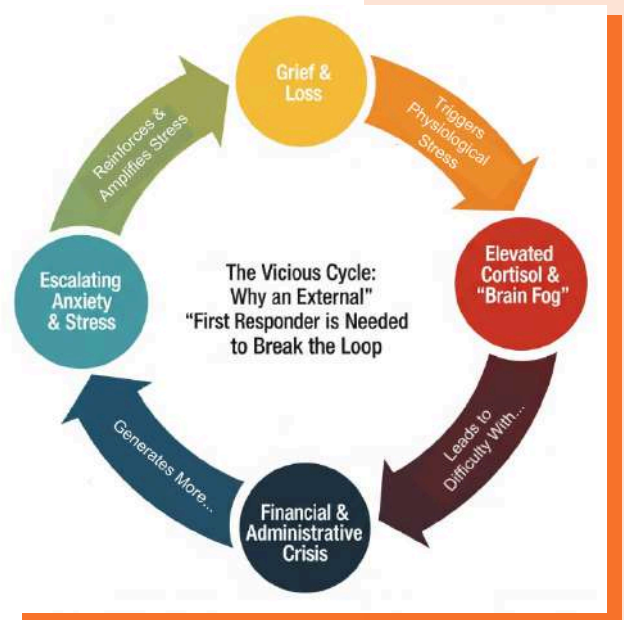 Grief &
Loss
Triggers
Physiological
Stress
Elevated
Cortisol &
“Brain Fog”
Leads to
Difficulty With...
Financial &
Administrative
Crisis
Generates More...
Escalating
Anxiety
& Stress
Reinforces &
Amplifies Stress
The Vicious Cycle:
Why an External”
“First Responder is Needed
to Break the Loop